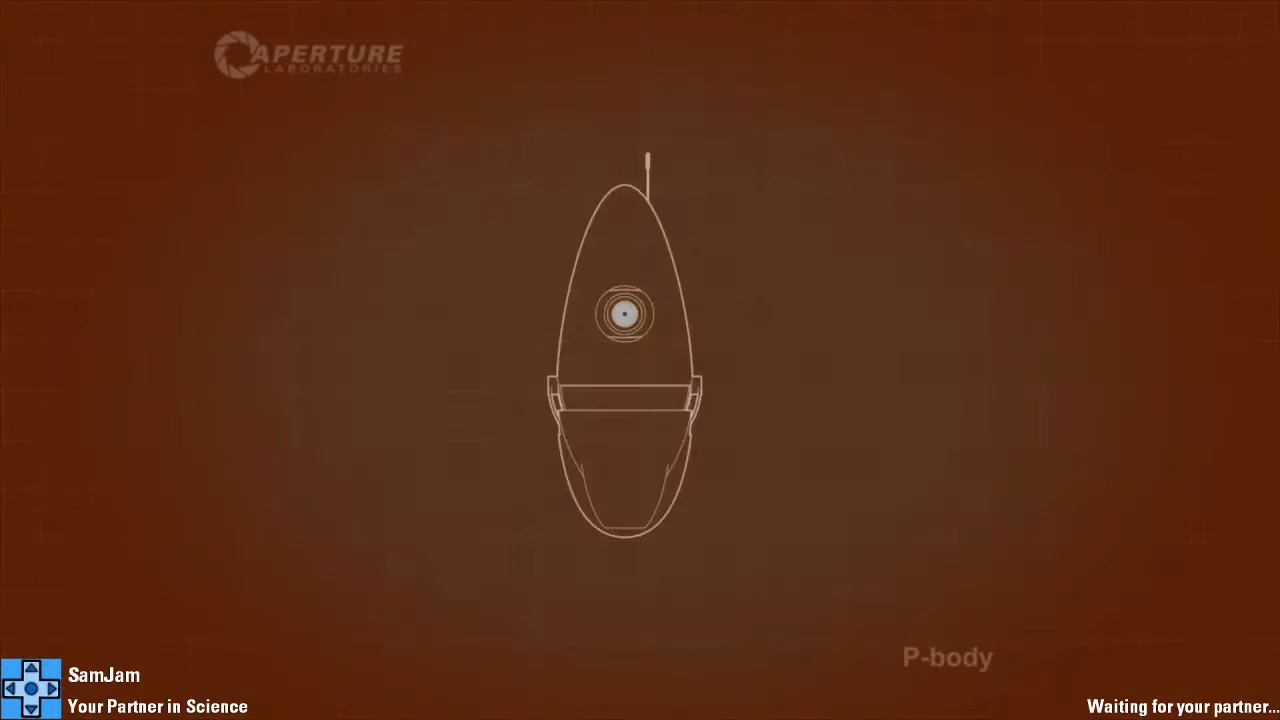 APERTURE
LABORATORIES
P-body
SamJam
Your Partner in Science
Waiting for your partner...